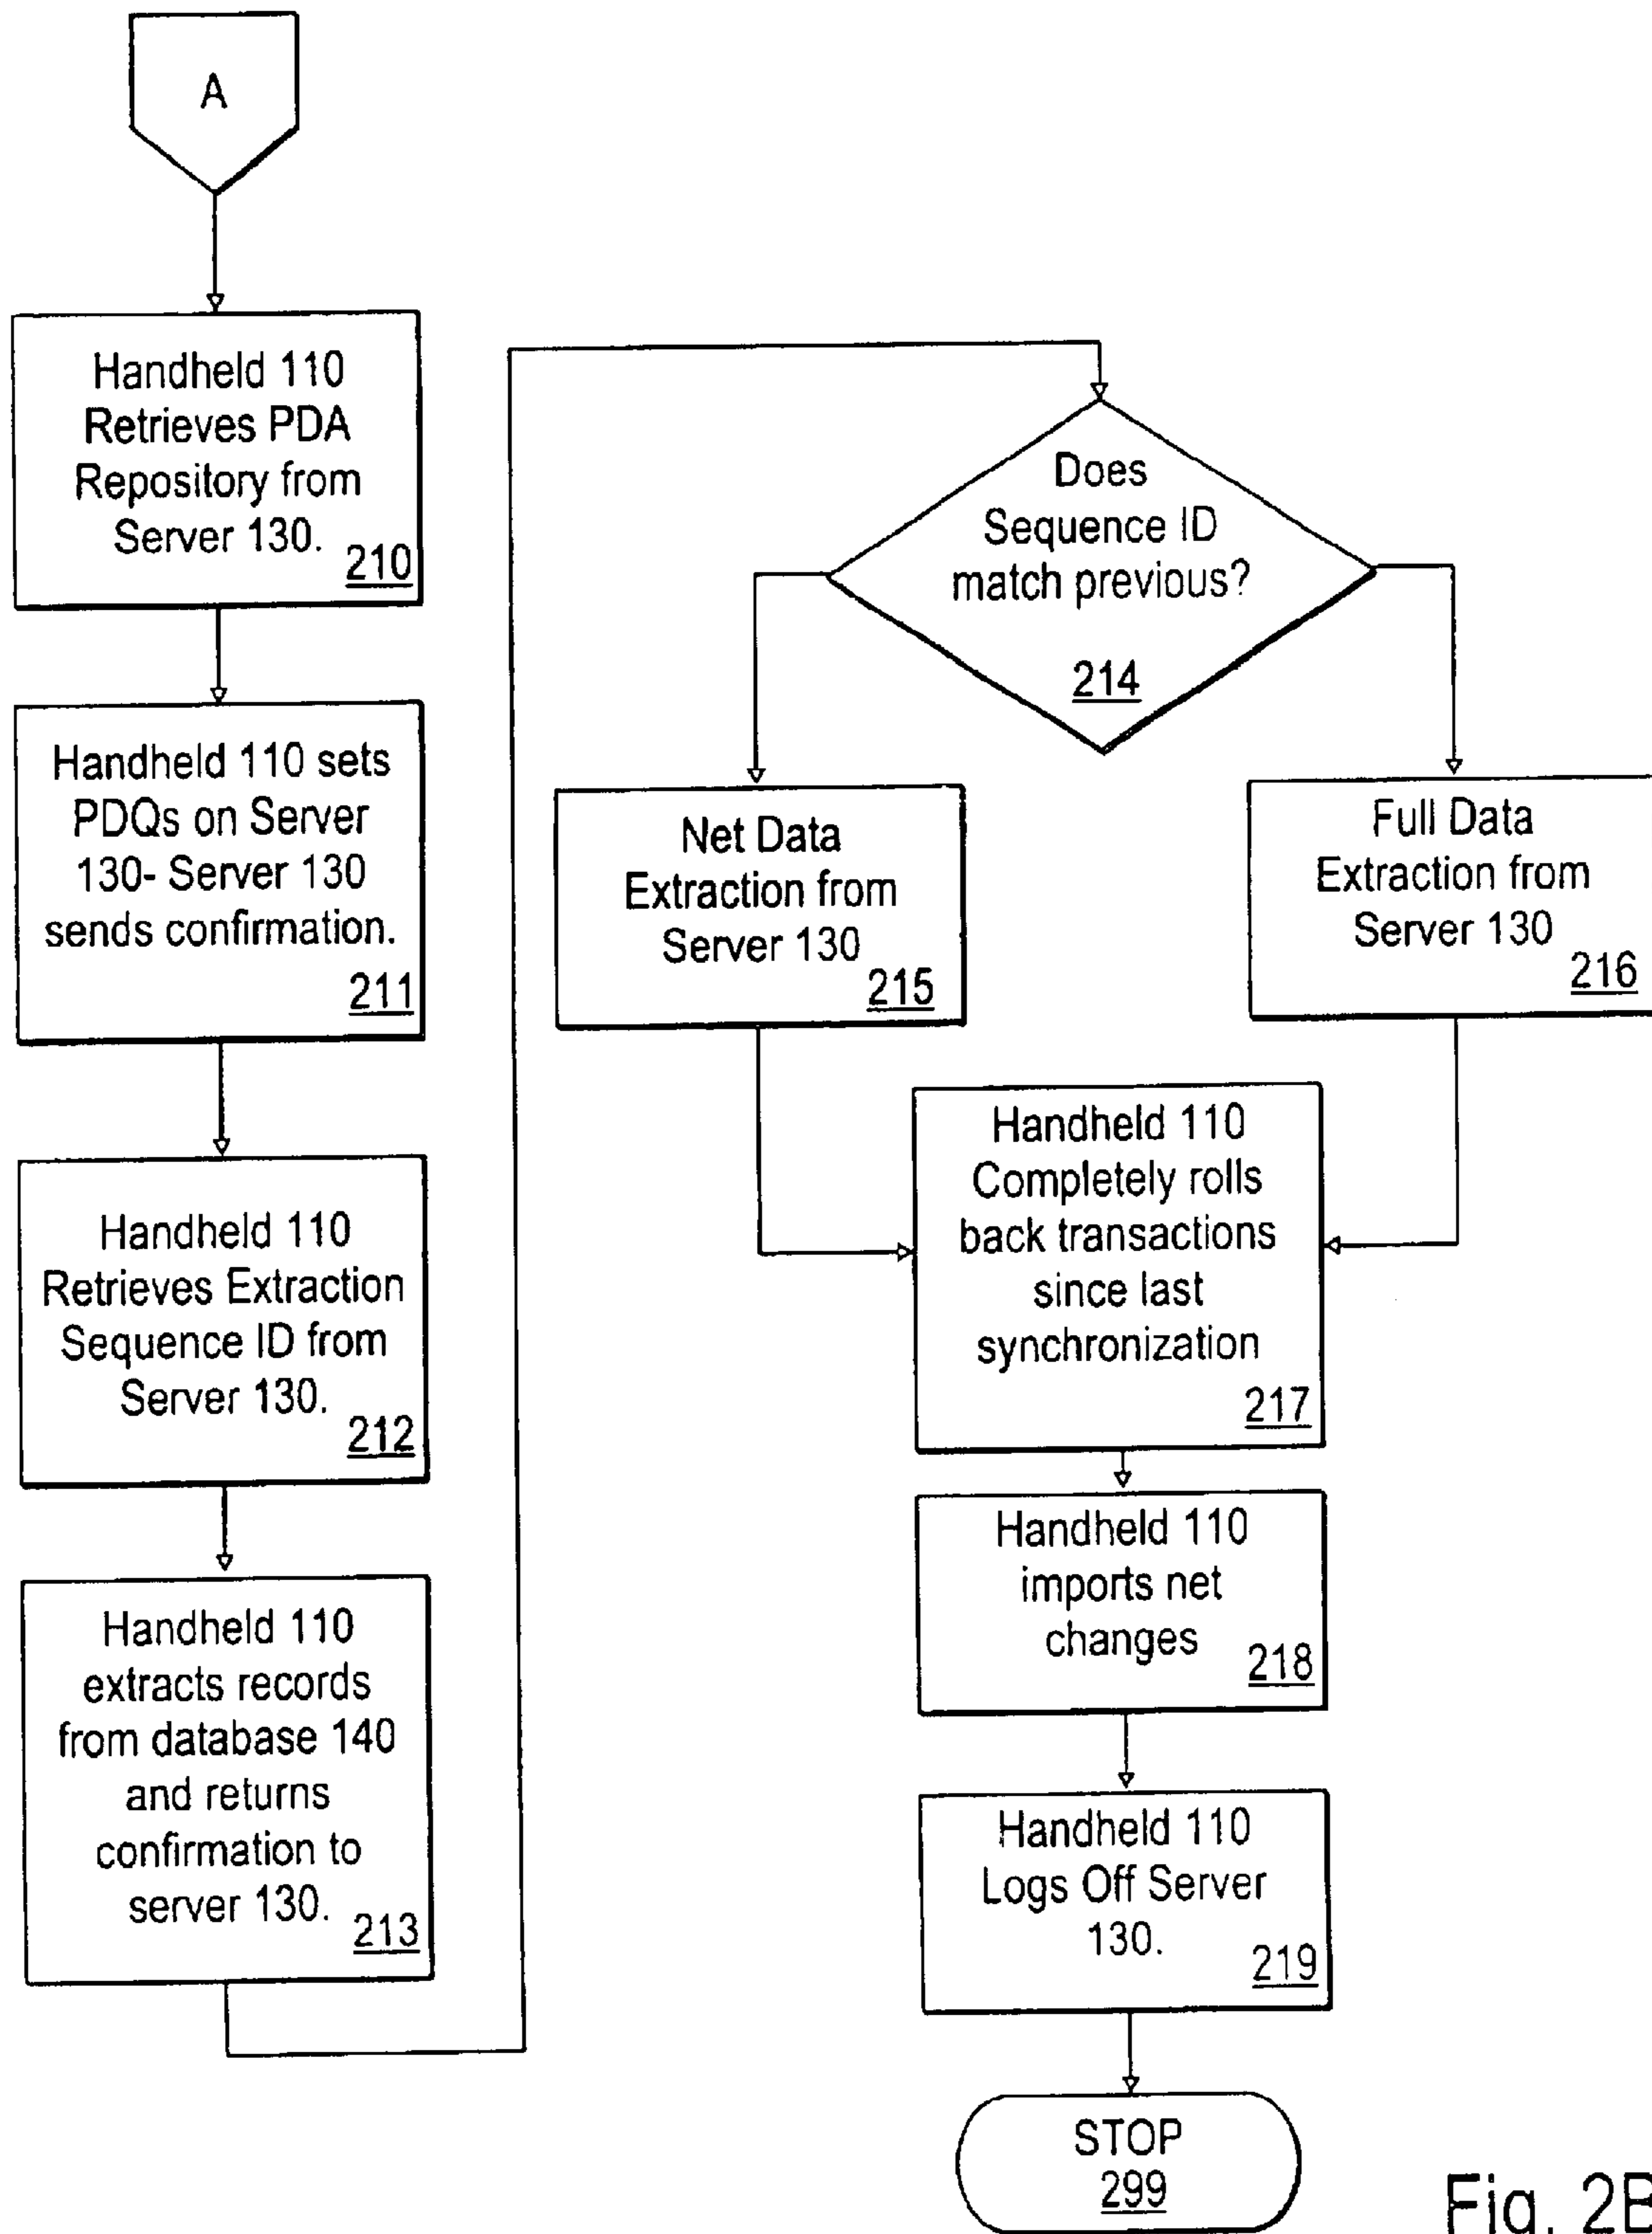 A
Handheld 110
Retrieves PDA
Repository from
Server 130.
210
Handheld 110 sets
PDQs on Server
130- Server 130
sends confirmation.
211
Handheld 110
Retrieves Extraction
Sequence ID from
Server 130.
212
Handheld 110
extracts records
from database 140
and returns
confirmation to
server 130.
213
Does
Sequence ID
match previous?
214
Net Data
Extraction from
Server 130
215
Full Data
Extraction from
Server 130
216
Handheld 110
Completely rolls
back transactions
since last
synchronization
217
Handheld 110
imports net
changes
218
Handheld 110
Logs Off Server
130.
219
STOP
299
Fig. 2B